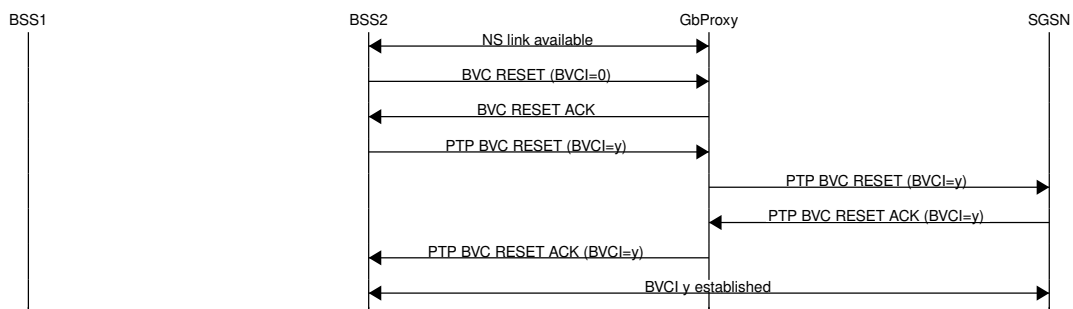 BSS1 BSS2 GbProxy SGSN
NS link available
BVC RESET (BVCI=0)
BVC RESET ACK
PTP BVC RESET (BVCI=y)
PTP BVC RESET (BVCI=y)
PTP BVC RESET ACK (BVCI=y)
PTP BVC RESET ACK (BVCI=y)
BVCI y established